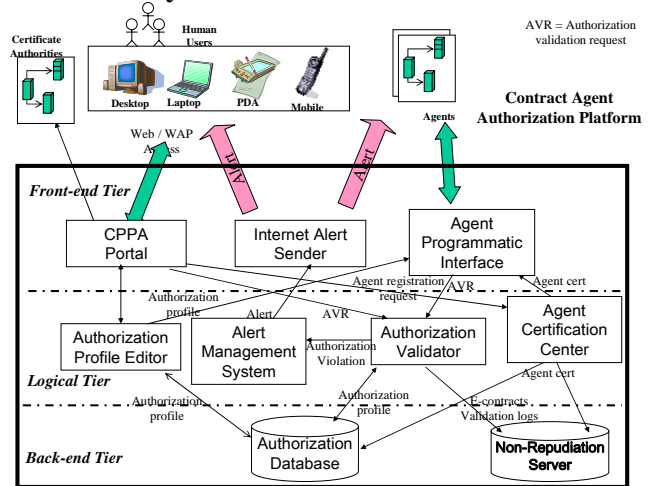 Human
Users
Certificate
Authorities
AVR = Authorization
validation request
Desktop
Laptop
PDA
Mobile
Agents
Contract Agent
Authorization Platform
Web / WAP
Alert
Alert
Front-end Tier
CPPA
Portal
Internet Alert
Sender
Agent
Programmatic
Interface
Agent registration
request
AVR
Agent cert
Authorization
profile
Alert
AVR
Authorization
Profile Editor
Alert
Management
System
Authorization
Violation
Authorization
Validator
Agent
Certification
Center
Logical Tier
Agent cert
Authorization
profile
Authorization
profile
E-contracts
Validation logs
Back-end Tier
Authorization
Database
Non-Repudiation
Server